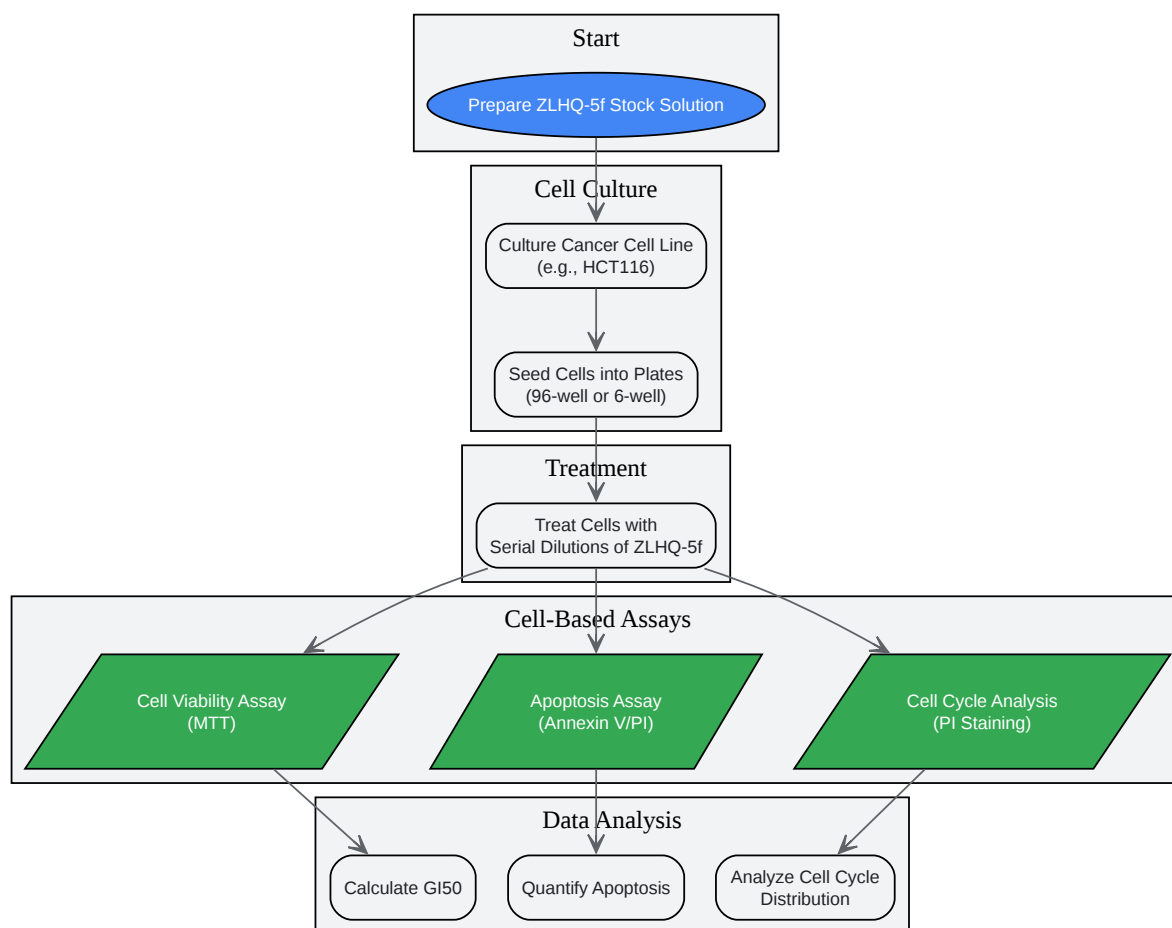 Start
Prepare ZLHQ-5f Stock Solution
Cell Culture
Culture Cancer Cell Line
(e.g., HCT116)
Seed Cells into Plates
(96-well or 6-well)
Treatment
Treat Cells with
Serial Dilutions of ZLHQ-5f
Cell-Based Assays
Cell Viability Assay
(MTT)
Apoptosis Assay
(Annexin V/PI)
Cell Cycle Analysis
(PI Staining)
Data Analysis
Calculate GI50
Quantify Apoptosis
Analyze Cell Cycle
Distribution